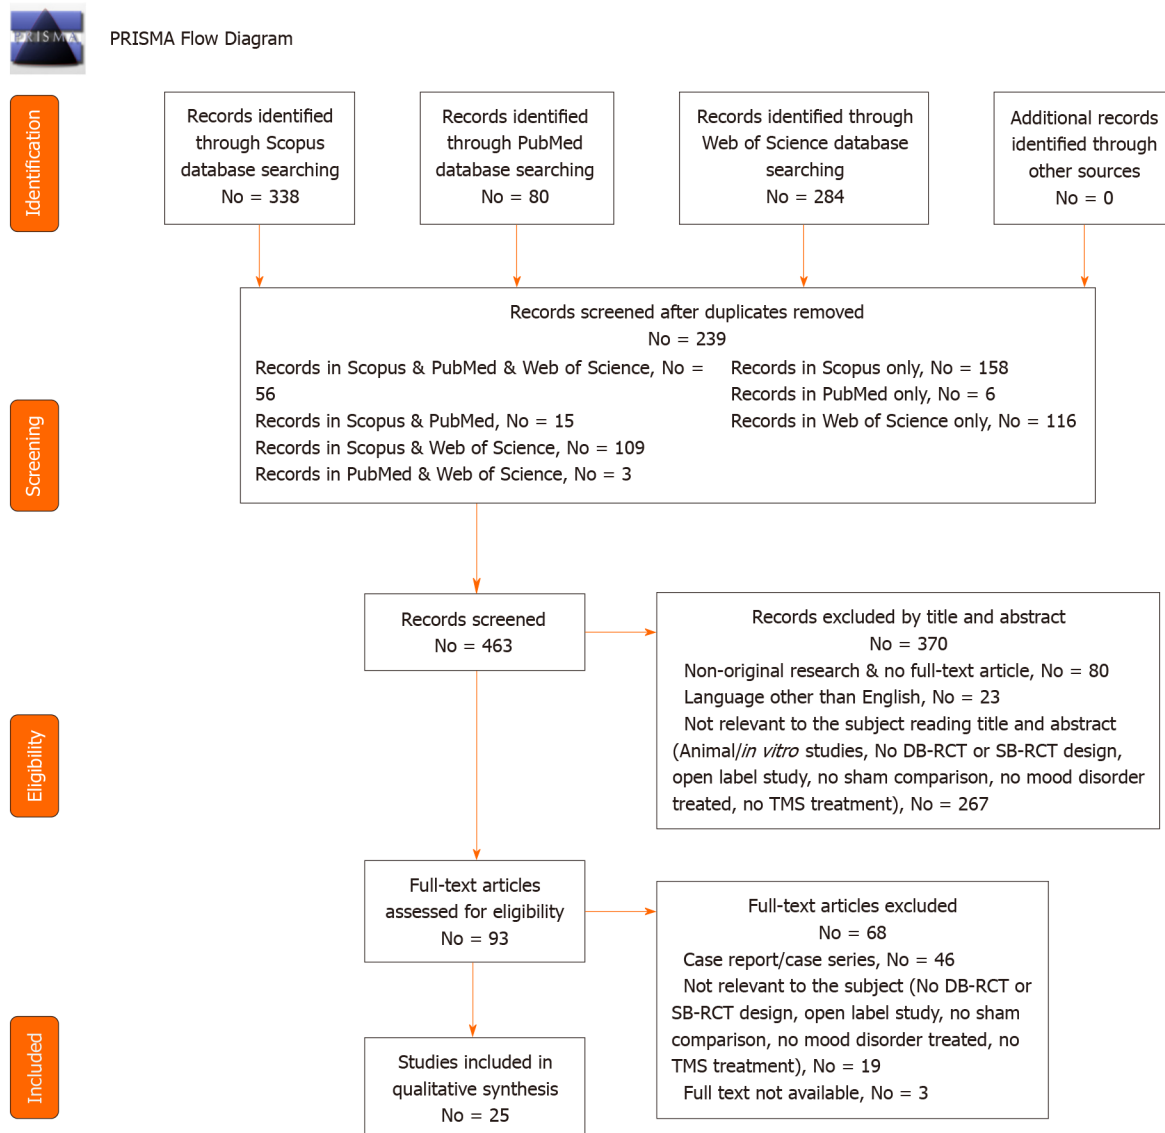 PRISMA
PRISMA Flow Diagram
Identification
Records identified
through Scopus
database searching
No = 338
Records identified
through PubMed
database searching
No = 80
Records identified through
Web of Science database
searching
No = 284
Additional records
identified through
other sources
No = 0
Screening
Records screened after duplicates removed
No = 239
Records in Scopus & PubMed & Web of Science, No =
56
Records in Scopus & PubMed, No = 15
Records in Scopus & Web of Science, No = 109
Records in PubMed & Web of Science, No = 3
Records in Scopus only, No = 158
Records in PubMed only, No = 6
Records in Web of Science only, No = 116
Eligibility
Records screened
No = 463
Records excluded by title and abstract
No = 370
Non-original research & no full-text article, No = 80
Language other than English, No = 23
Not relevant to the subject reading title and abstract
(Animal/in vitro studies, No DB-RCT or SB-RCT design,
open label study, no sham comparison, no mood disorder
treated, no TMS treatment), No = 267
Full-text articles
assessed for eligibility
No = 93
Full-text articles excluded
No = 68
Case report/case series, No = 46
Not relevant to the subject (No DB-RCT or
SB-RCT design, open label study, no sham
comparison, no mood disorder treated, no
TMS treatment), No = 19
Full text not available, No = 3
Included
Studies included in
qualitative synthesis
No = 25